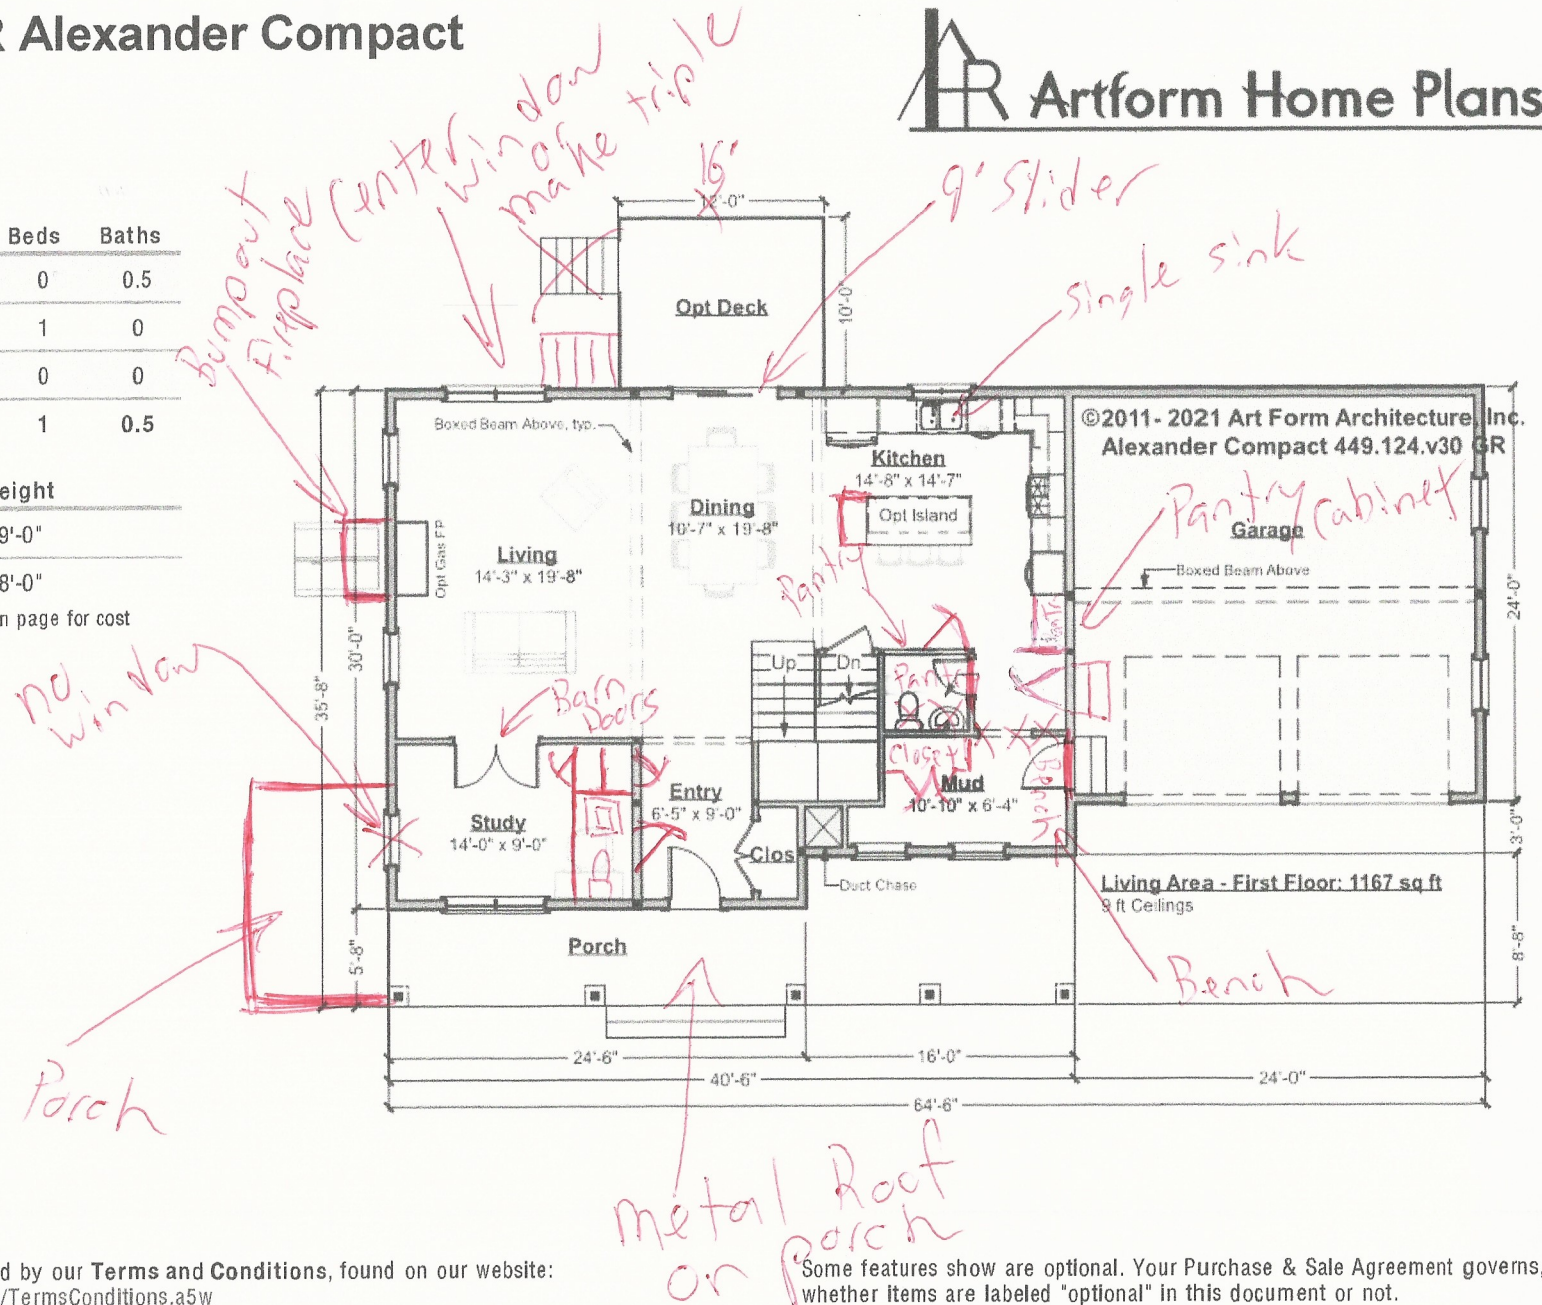 R Alexander Compact
Artform Home Plans
Center window
or
make triple
16'
12'-0"
9' Slider
Single sink
Bumpout
Fireplace
Beds Baths
0 0.5
1 0
0 0
1 0.5
eight
9'-0"
8'-0"
n page for cost
Opt Deck
10'-0"
Boxed Beam Above, typ.
©2011- 2021 Art Form Architecture, Inc.
Alexander Compact 449.124.v30 GR
Kitchen
14'-8" x 14'-7"
Opt Island
Pantry cabinet
Garage
Boxed Beam Above
24'-0"
Dining
10'-7" x 19'-8"
Living
14'-3" x 19'-8"
Opt Gas FP
Pantry
Up
Dn
Pantry
no
window
30'-0"
35'-8"
Barn
Doors
Closet
Mud
10'-10" x 6'-4"
Bench
Entry
6'-5" x 9'-0"
Study
14'-0" x 9'-0"
Clos
Duct Chase
3'-0"
Living Area - First Floor: 1167 sq ft
9 ft Ceilings
8'-8"
5'-8"
Porch
Bench
Porch
24'-6"
16'-0"
40'-6"
24'-0"
64'-6"
Metal Roof
on porch
d by our Terms and Conditions, found on our website:
/TermsConditions.a5w
Some features show are optional. Your Purchase & Sale Agreement governs,
whether items are labeled "optional" in this document or not.